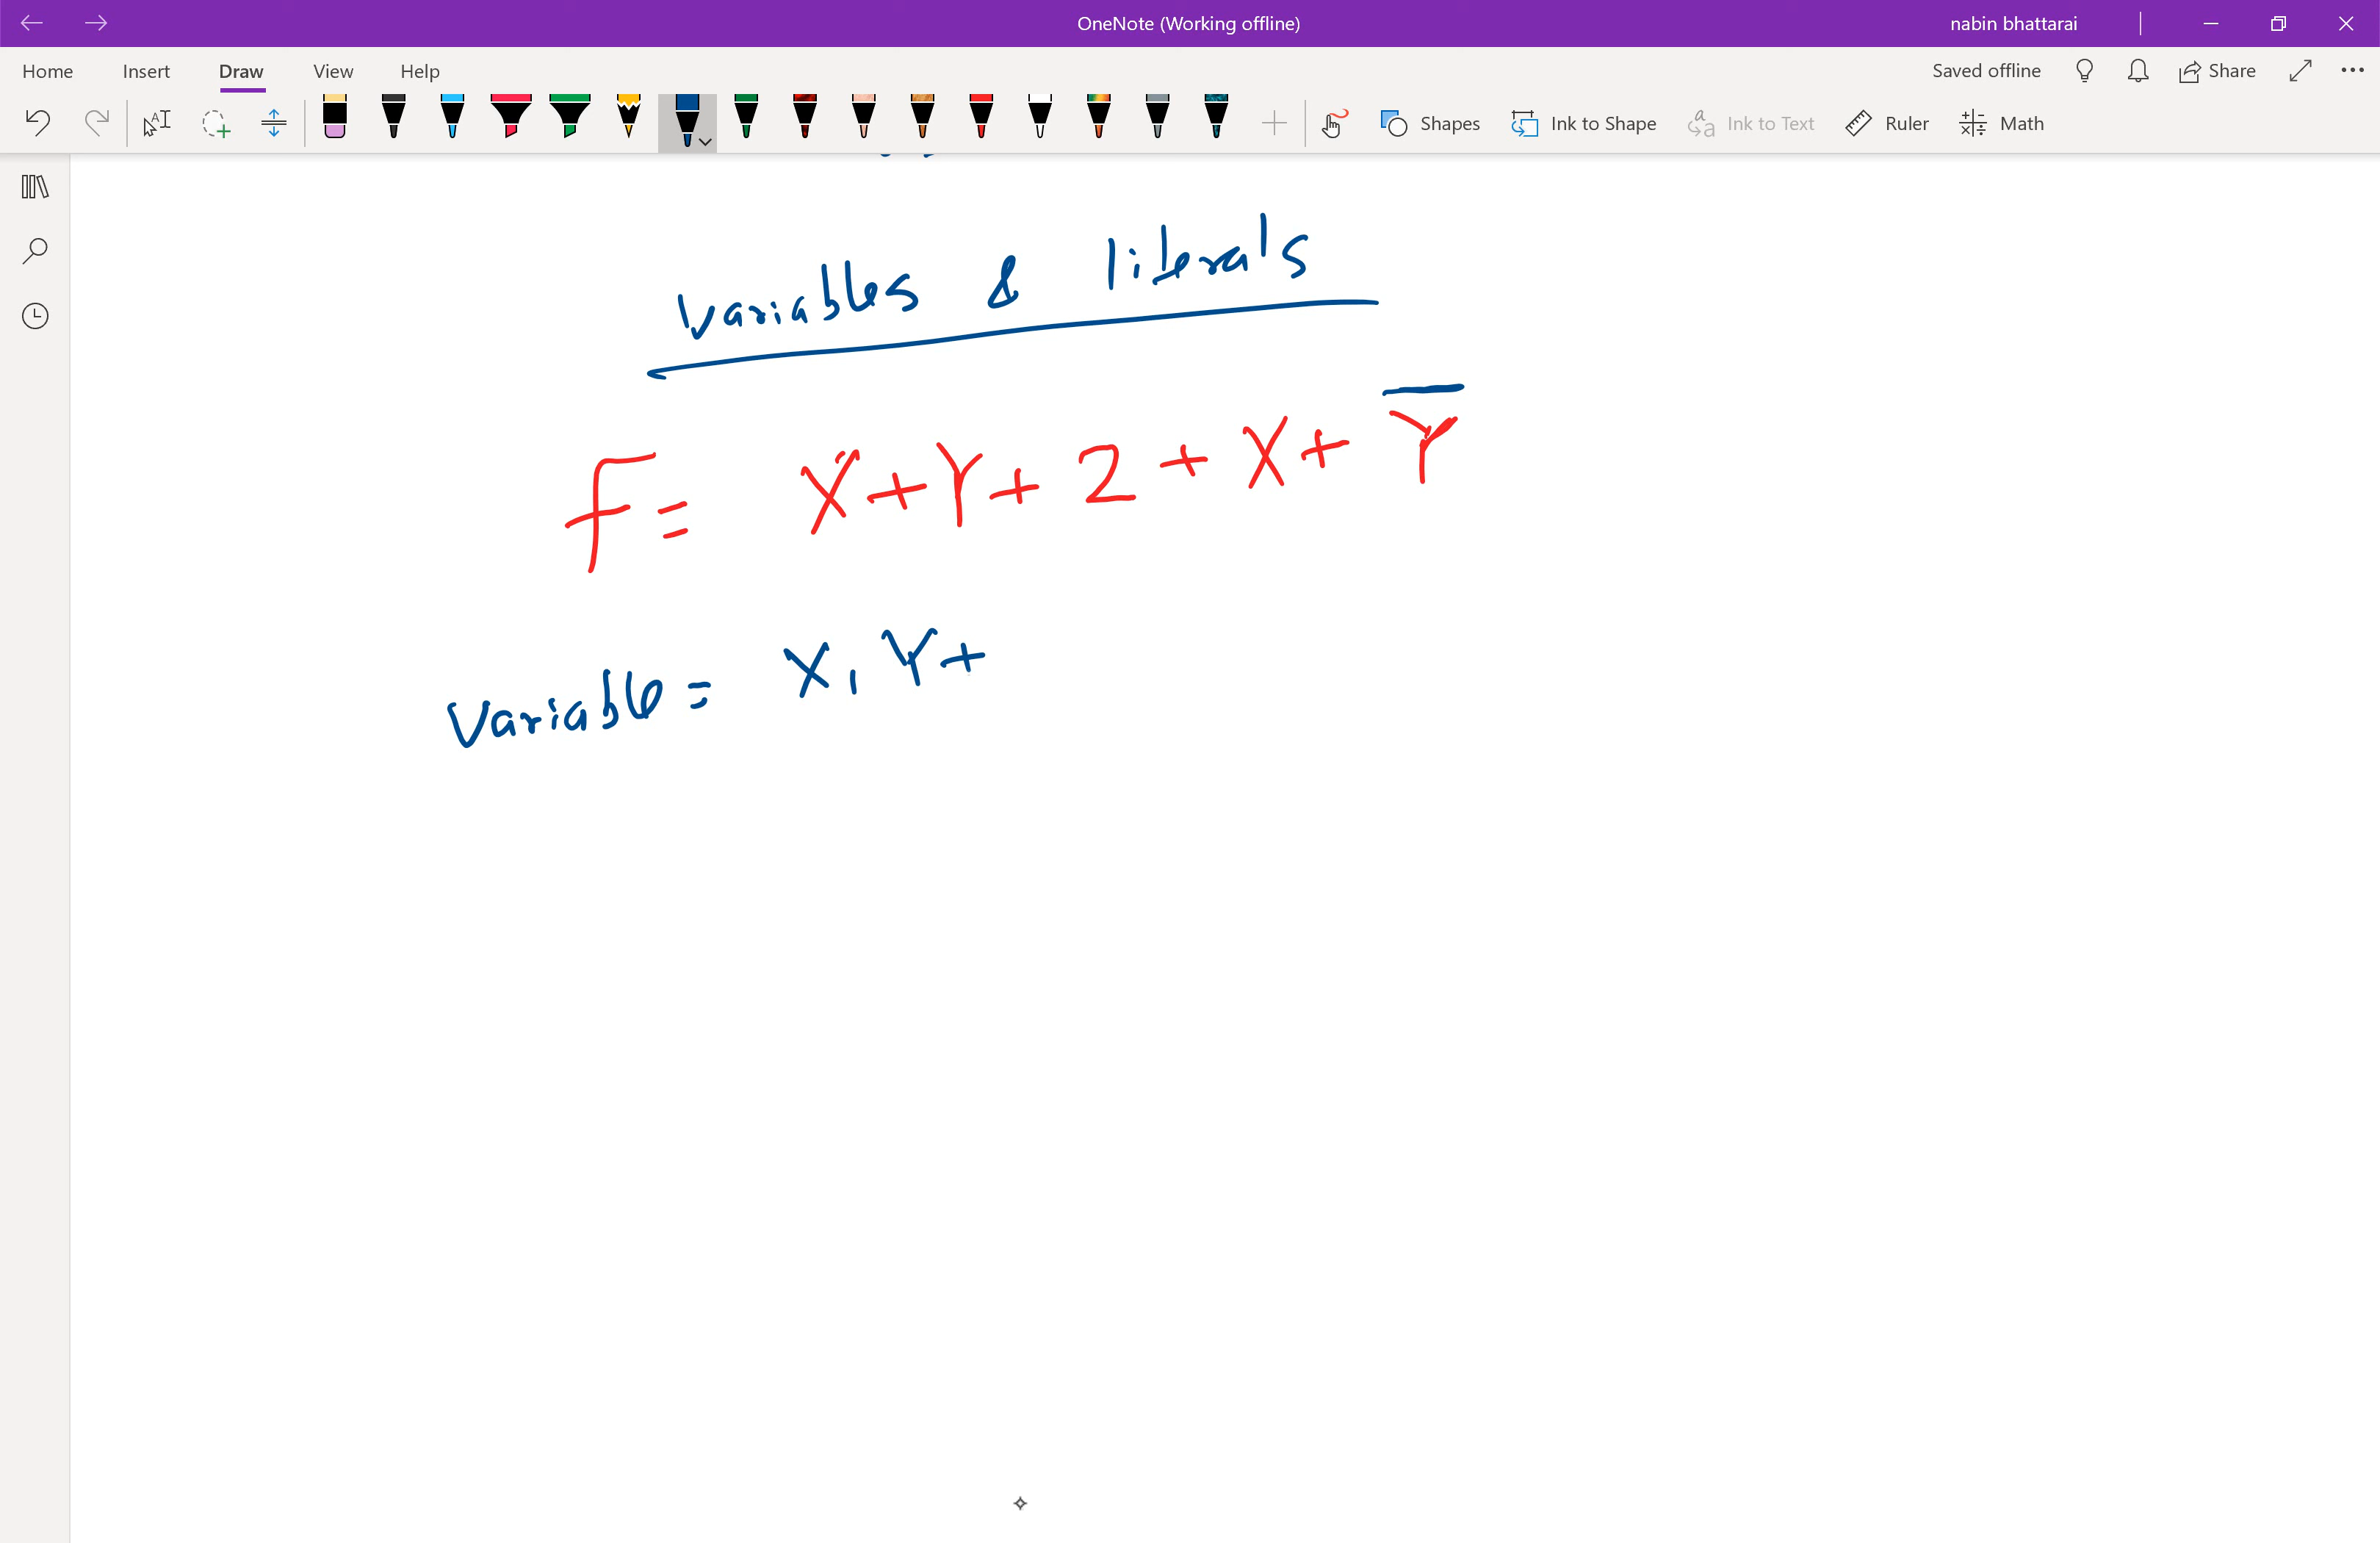 OneNote (Working offline)
nabin bhattarai
Home Insert Draw View Help
Saved offline Share
Shapes Ink to Shape Ink to Text Ruler Math
Variables & literals
F = X+Y+2+X+Y̅
Variable = X, Y+